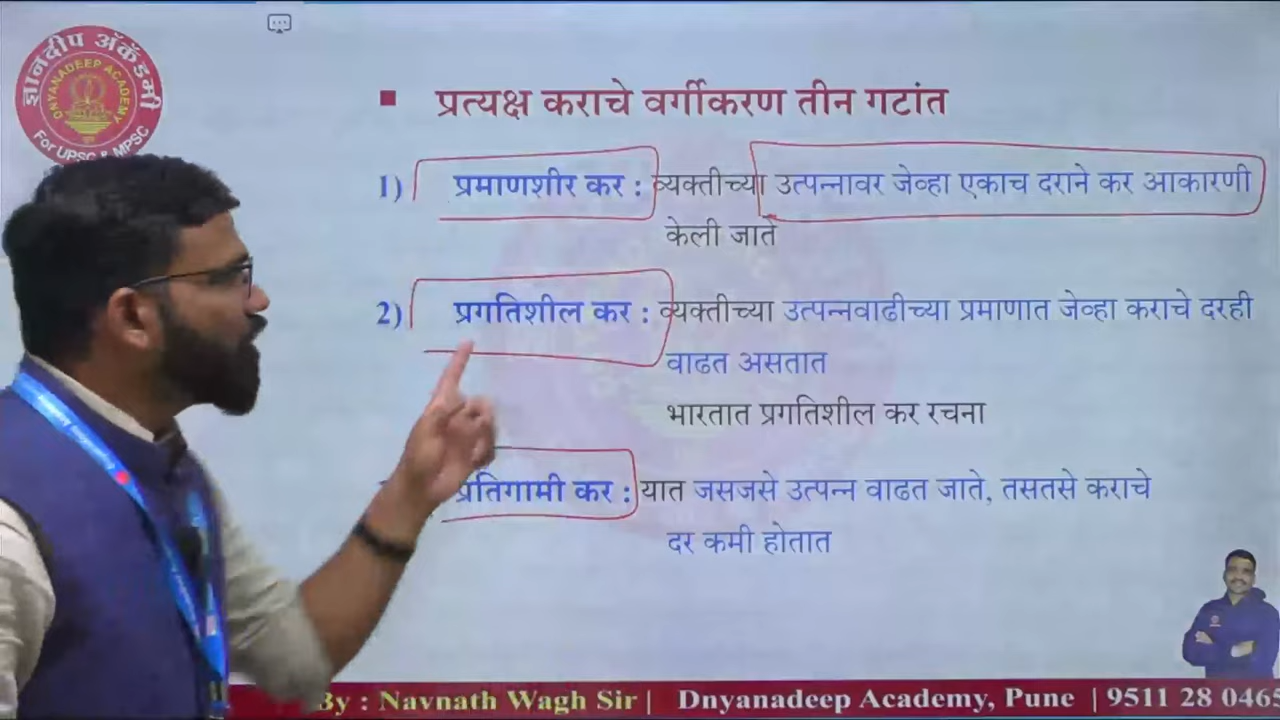 ज्ञानदीप अ‍ॅकॅडमी
DNYANADEEP ACADEMY
For UPSC & MPSC
▪ प्रत्यक्ष कराचे वर्गीकरण तीन गटांत
1) प्रमाणशीर कर : व्यक्तीच्या उत्पन्नावर जेव्हा एकाच दराने कर आकारणी
केली जाते
2) प्रगतिशील कर : व्यक्तीच्या उत्पन्नवाढीच्या प्रमाणात जेव्हा कराचे दरही
वाढत असतात
भारतात प्रगतिशील कर रचना
प्रतिगामी कर : यात जसजसे उत्पन्न वाढत जाते, तसतसे कराचे
दर कमी होतात
By : Navnath Wagh Sir | Dnyanadeep Academy, Pune | 9511 28 0465